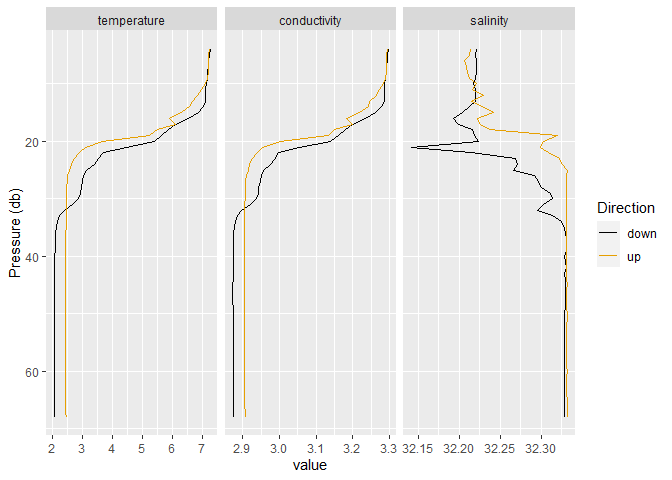 temperature conductivity salinity
20
40
60
Pressure (db)
2 3 4 5 6 7 2.9 3.0 3.1 3.2 3.3 32.15 32.20 32.25 32.30
value
Direction
down
up